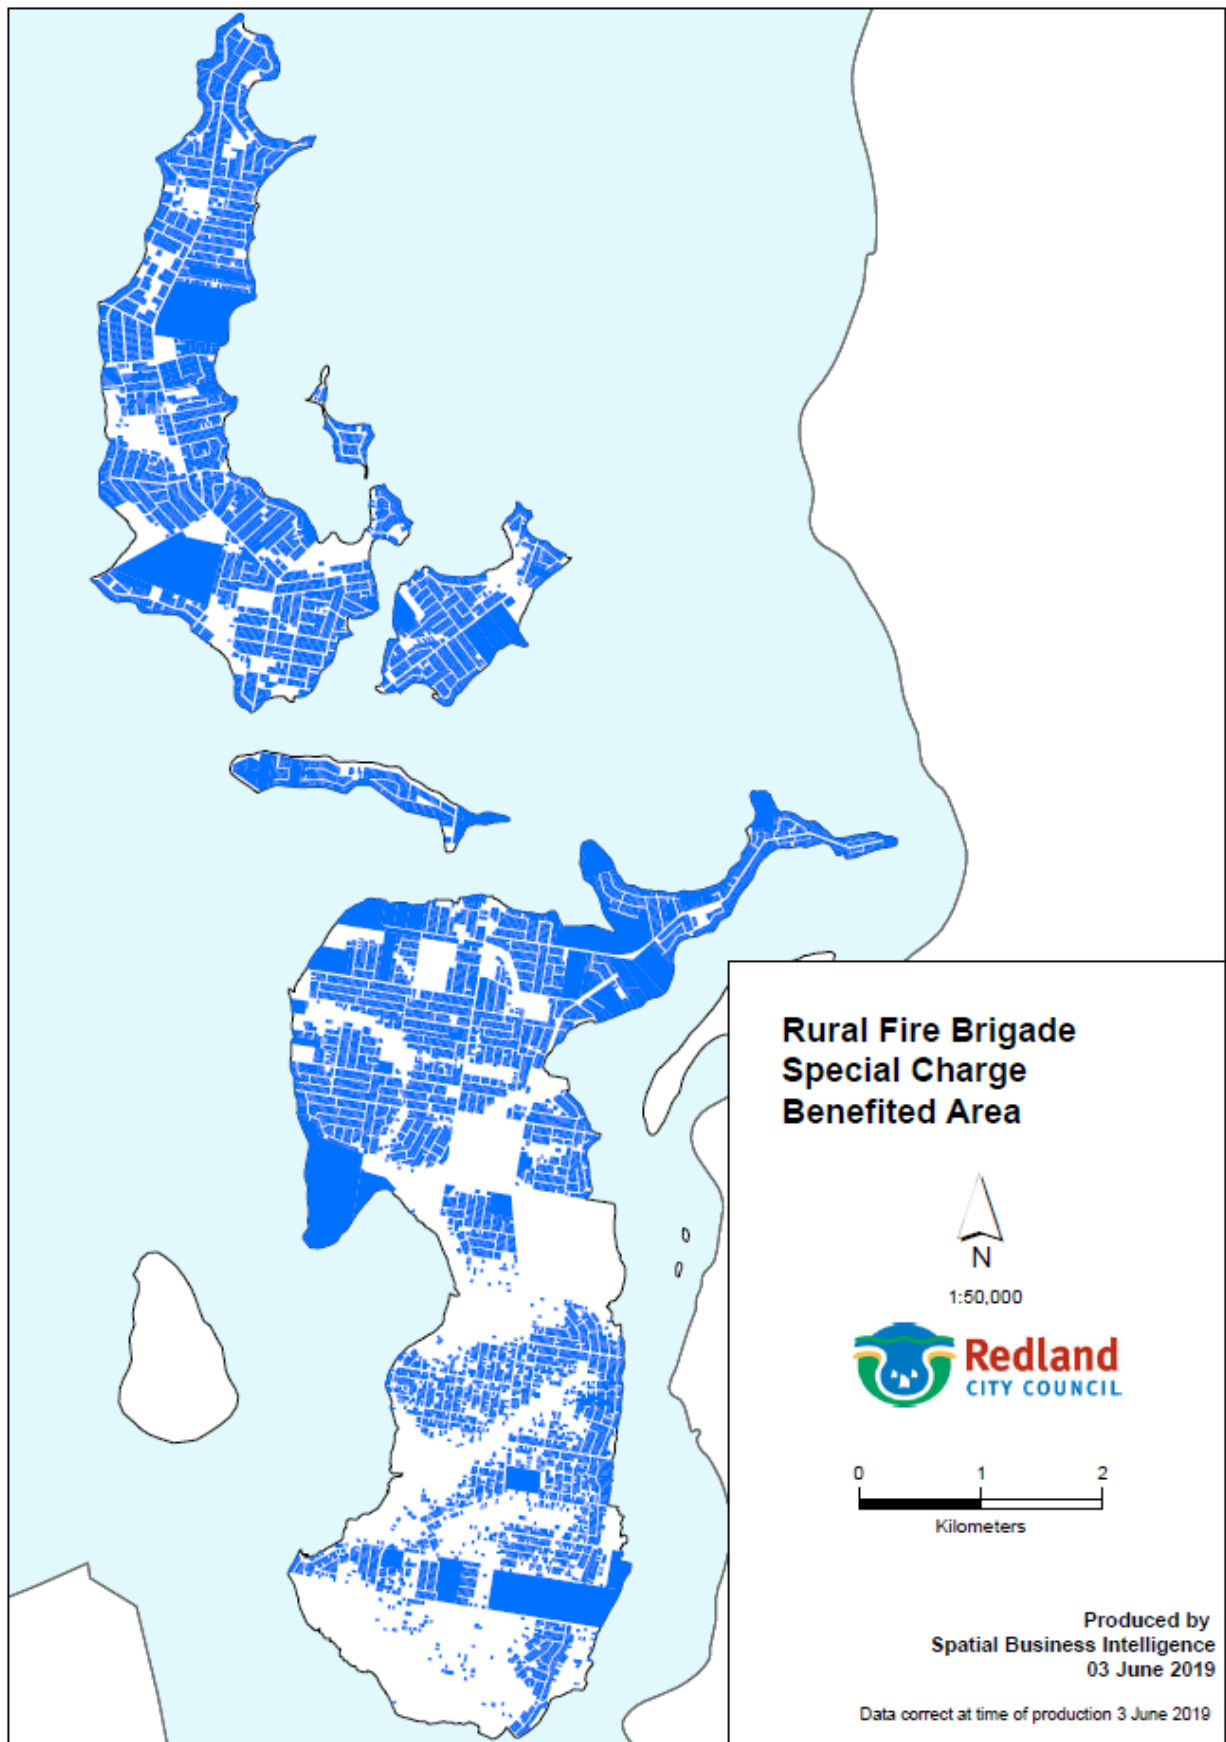 Rural Fire Brigade
Special Charge
Benefited Area
N
1:50,000
Redland
CITY COUNCIL
0 1 2
Kilometers
Produced by
Spatial Business Intelligence
03 June 2019
Data correct at time of production 3 June 2019